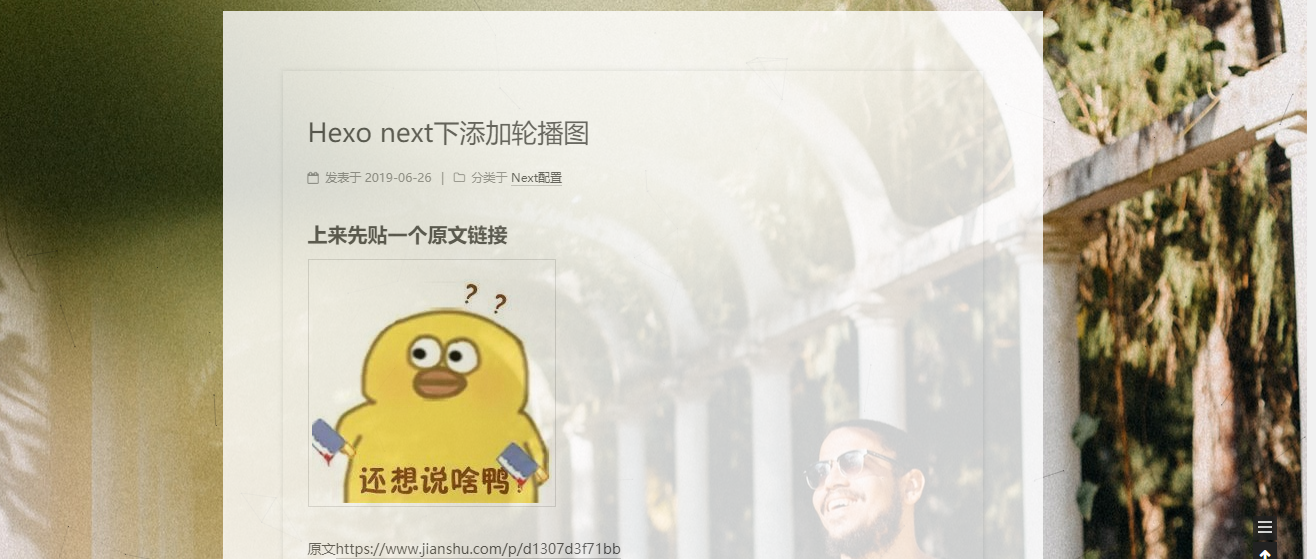 Hexo next下添加轮播图
发表于 2019-06-26 | 分类于 Next配置
上来先贴一个原文链接
? ?
还想说啥鸭?
原文https://www.jianshu.com/p/d1307d3f71bb